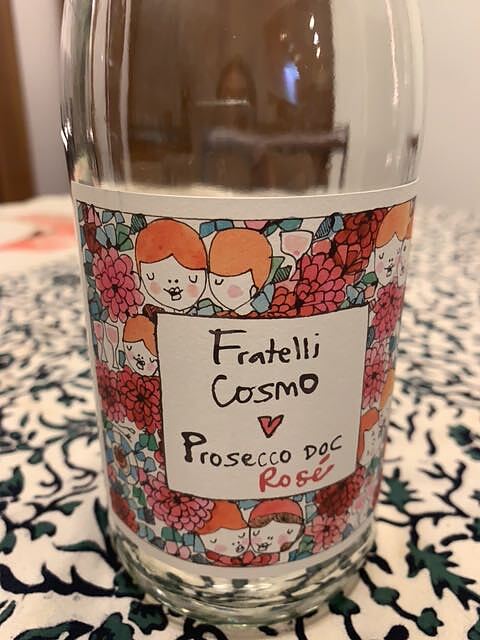 Fratelli
Cosmo
Prosecco DOC
Rosé